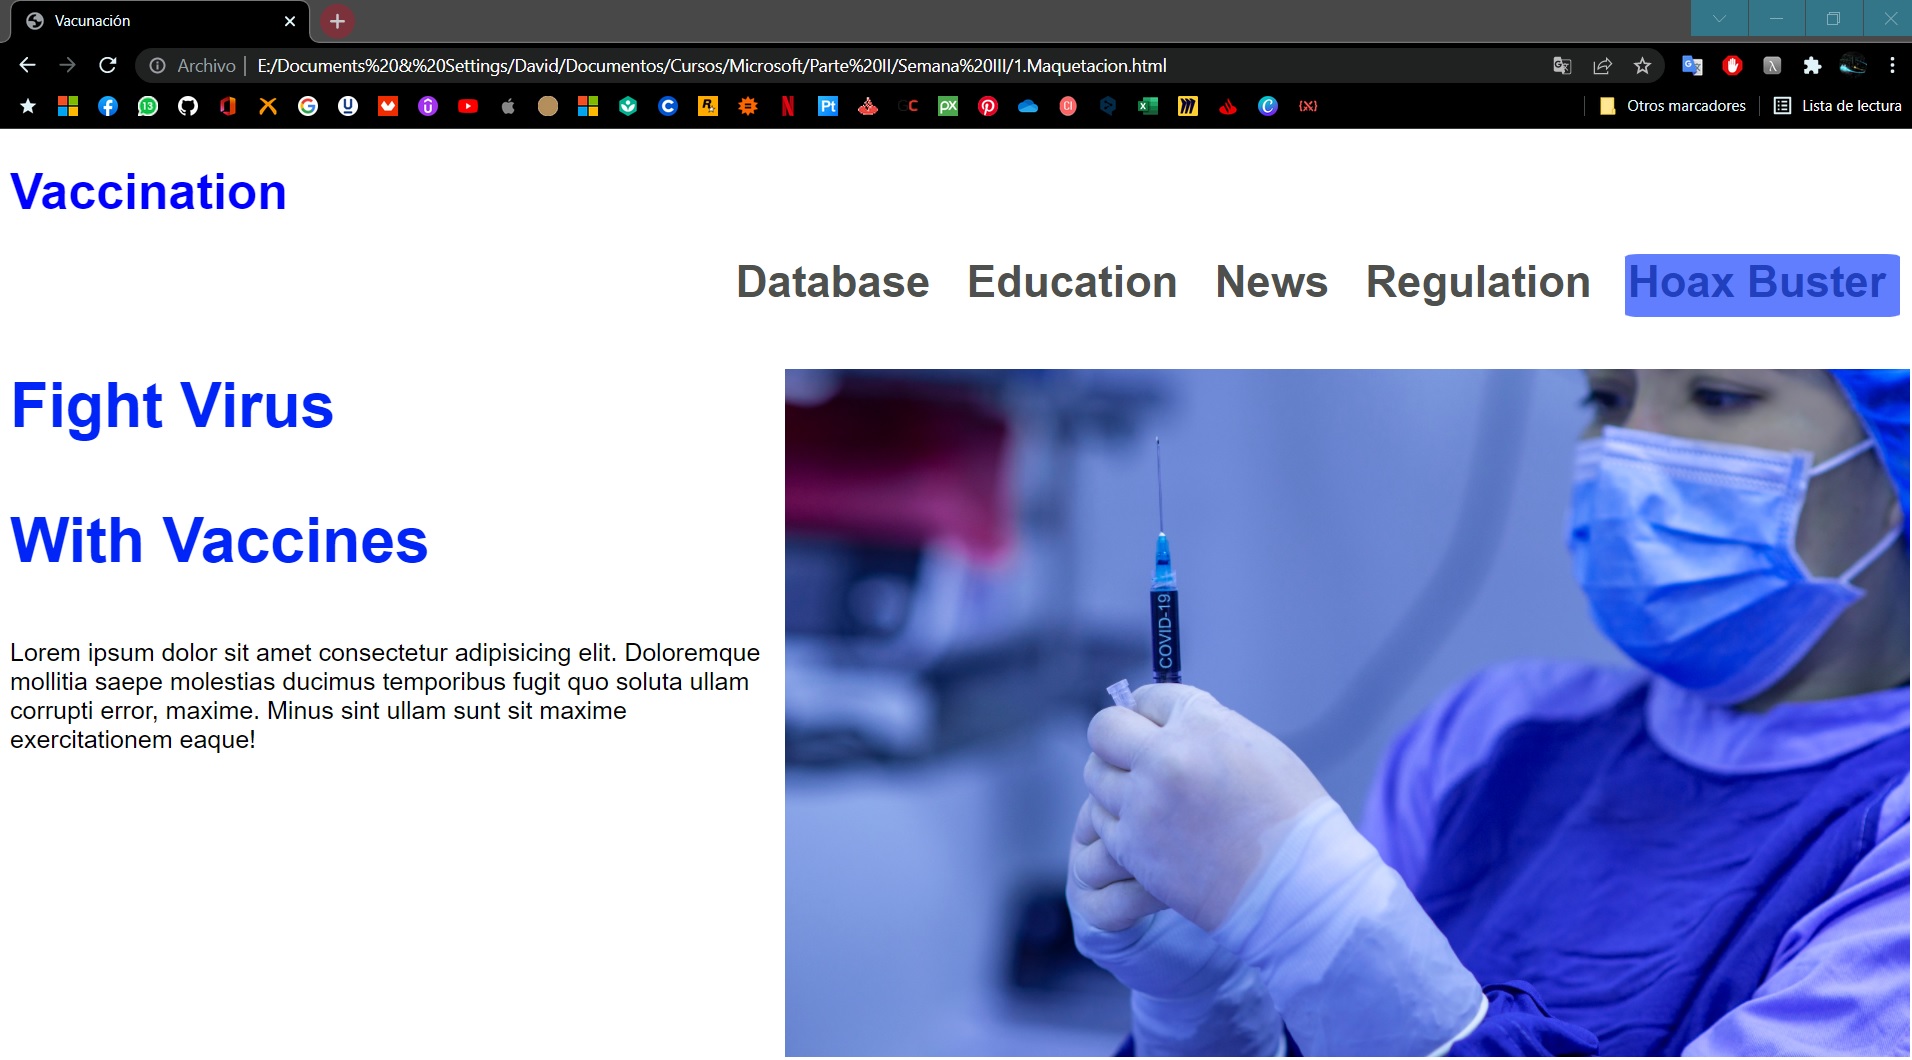 Vacunación
Archivo | E:/Documents%20&%20Settings/David/Documentos/Cursos/Microsoft/Parte%20II/Semana%20III/1.Maquetacion.html
Otros marcadores
Lista de lectura
Vaccination
Database Education News Regulation Hoax Buster
Fight Virus
With Vaccines
Lorem ipsum dolor sit amet consectetur adipisicing elit. Doloremque
mollitia saepe molestias ducimus temporibus fugit quo soluta ullam
corrupti error, maxime. Minus sint ullam sunt sit maxime
exercitationem eaque!
COVID-19